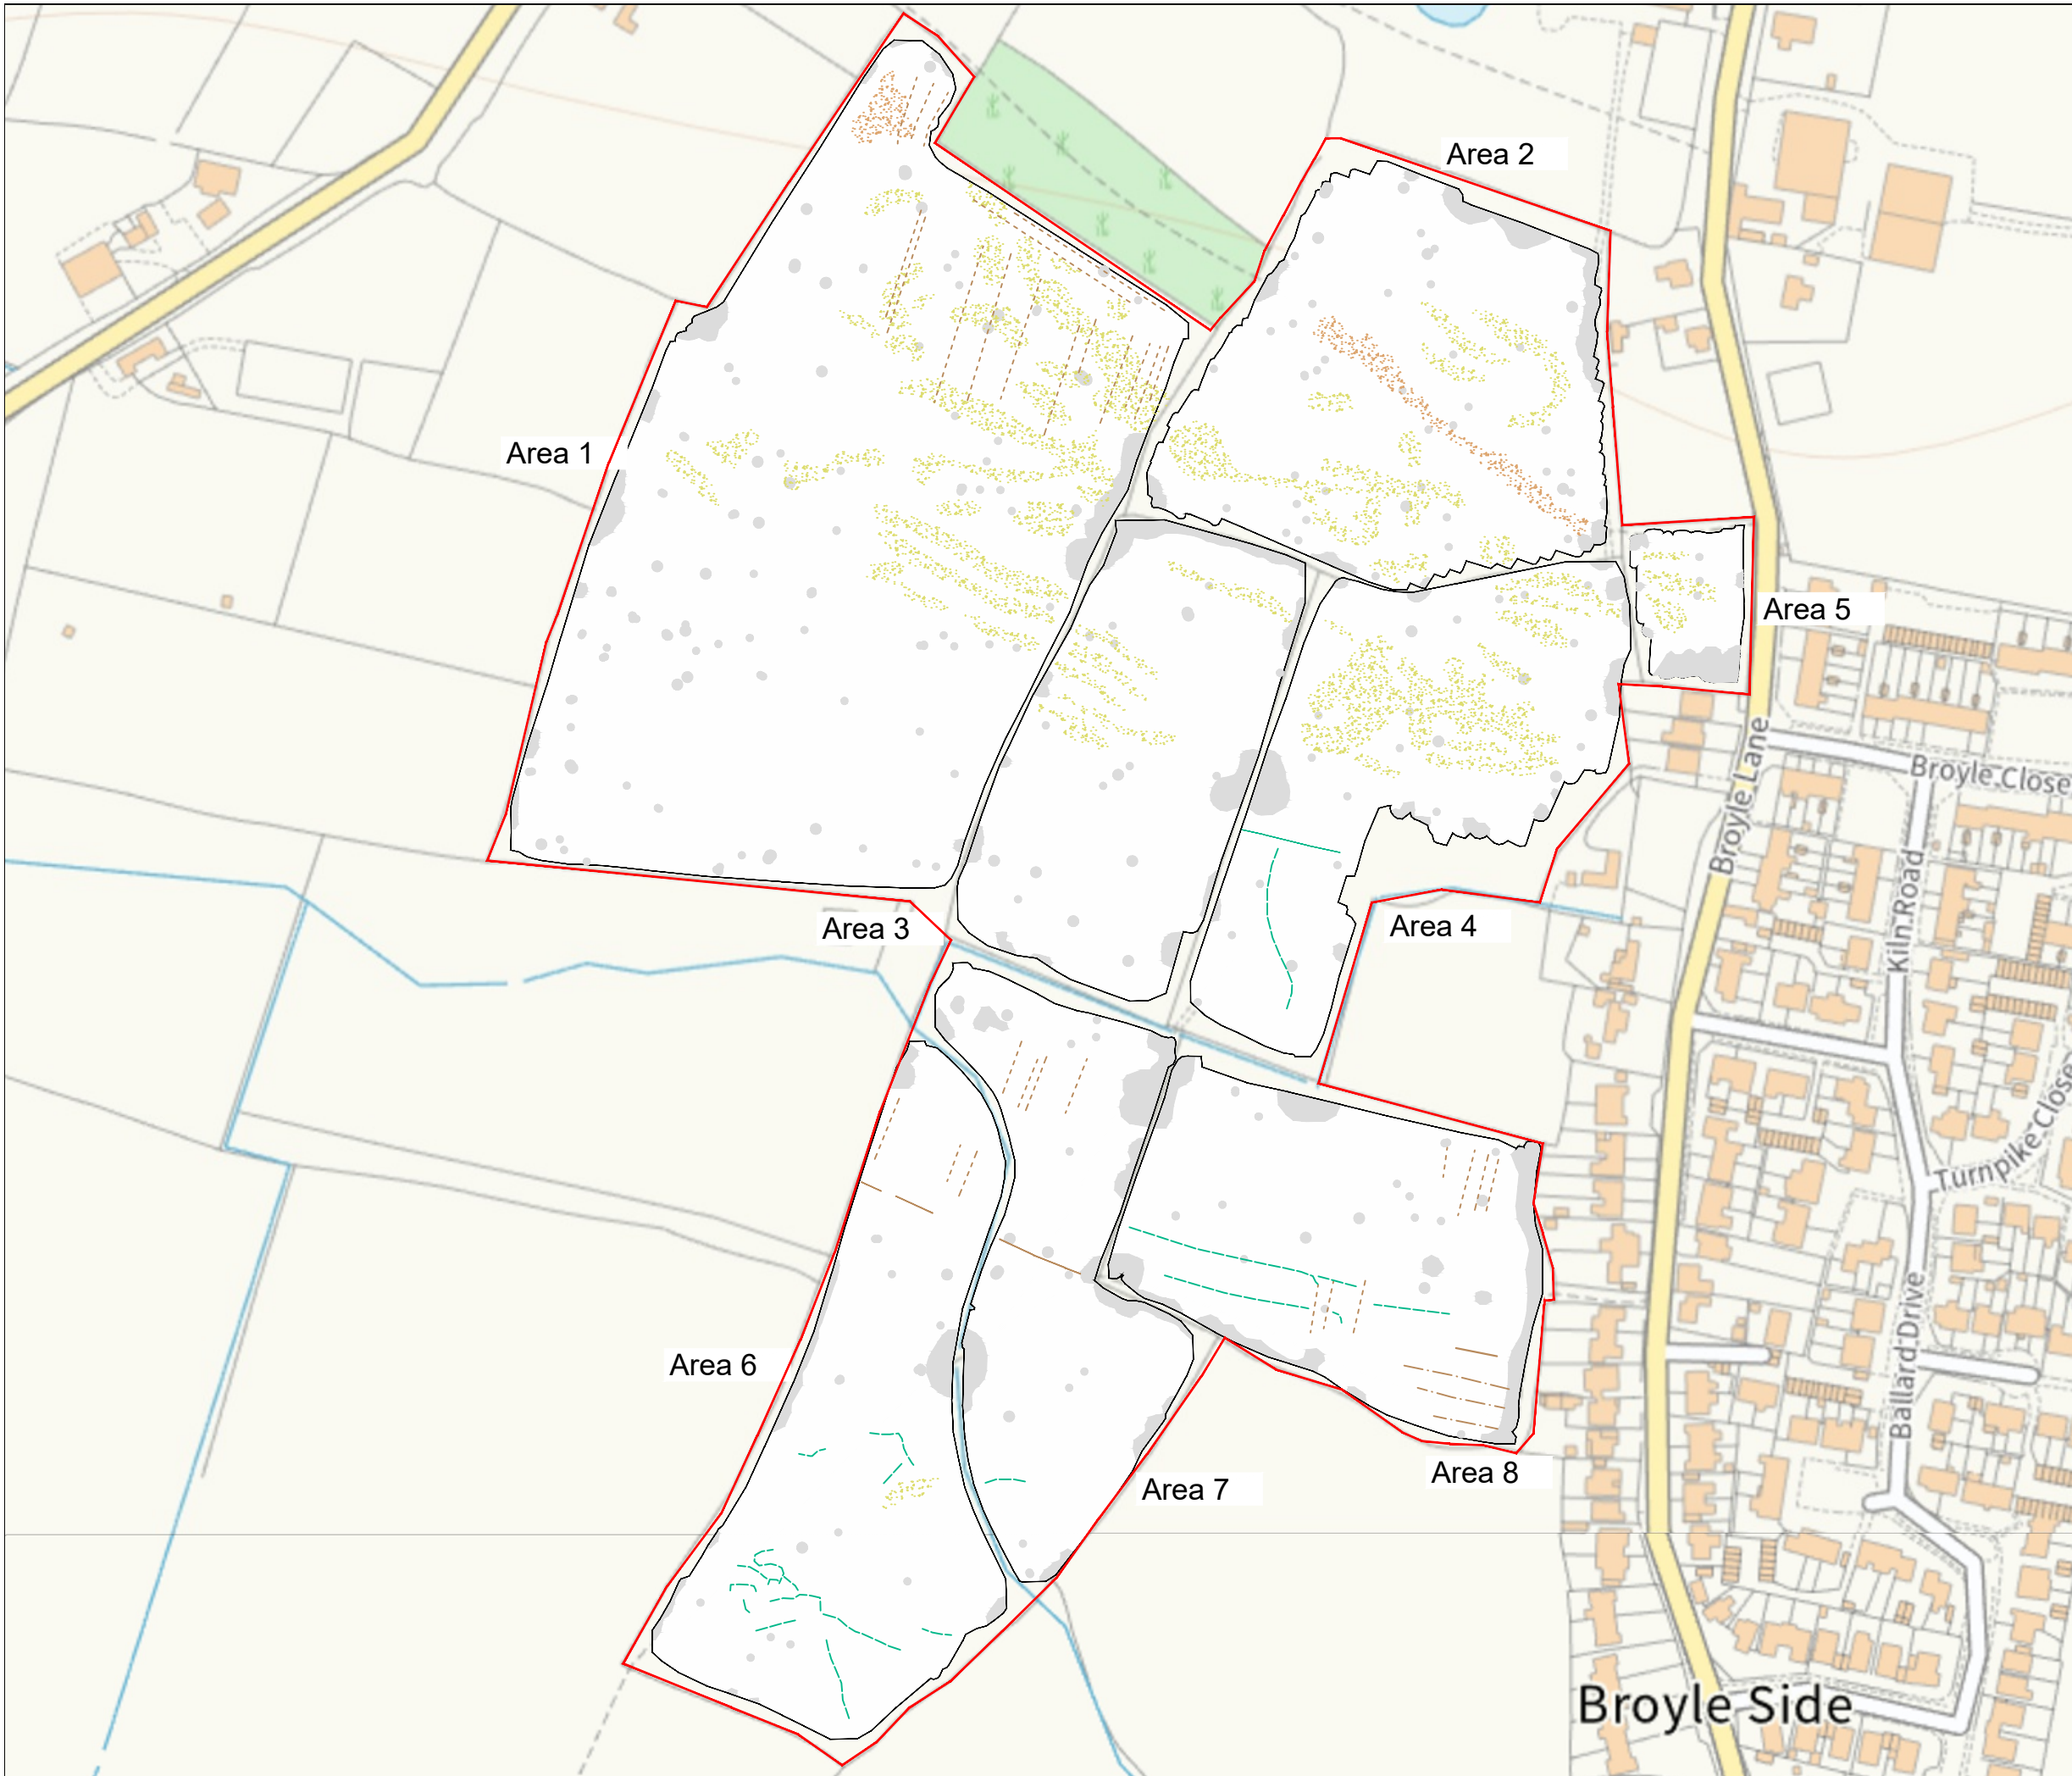 Area 2
Area 1
Area 5
Broyle Lane
Broyle Close
Kiln Road
Area 3
Area 4
Turnpike Close
Area 6
Ballard Drive
Area 7
Area 8
Broyle Side